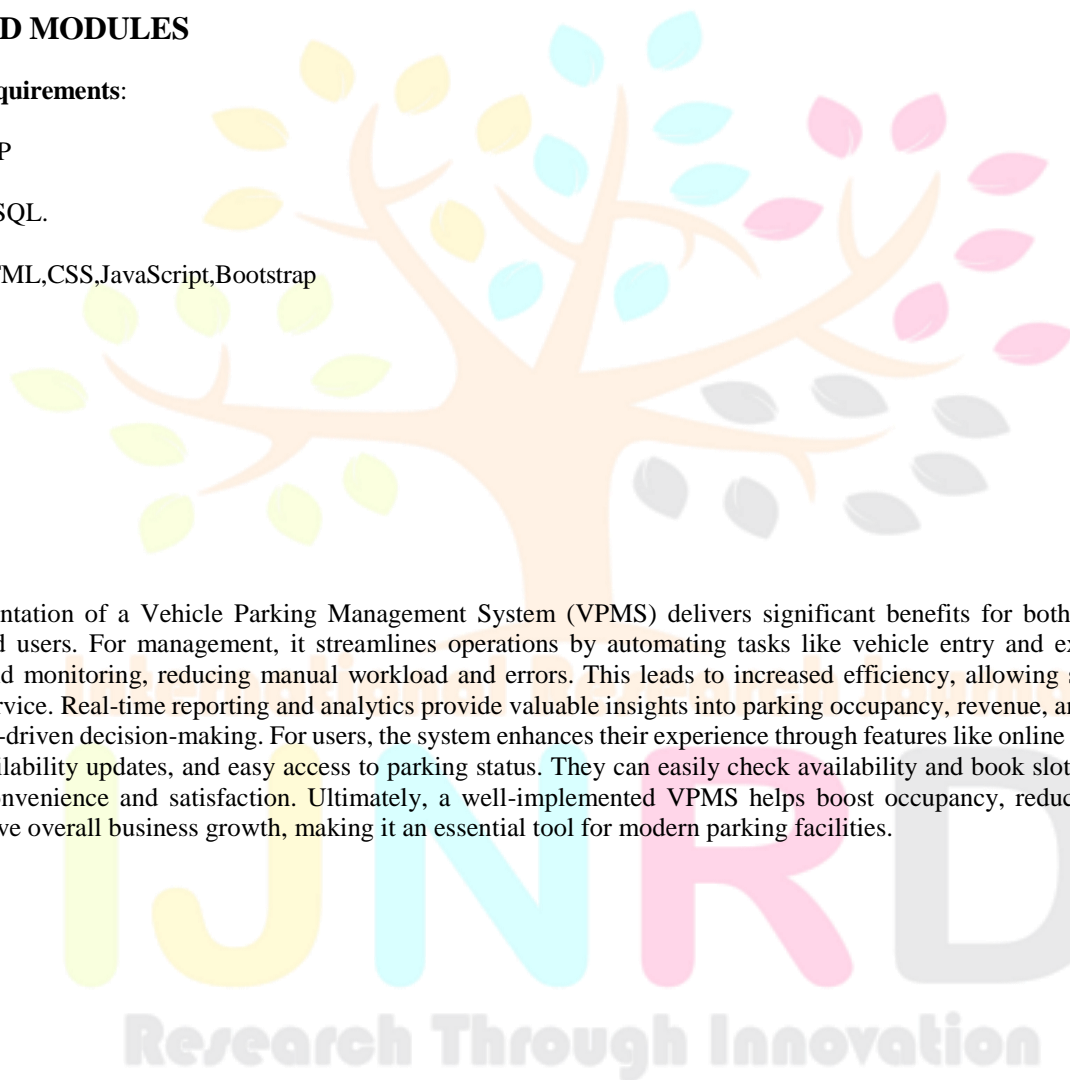 D MODULES
quirements:
P
SQL.
TML,CSS,JavaScript,Bootstrap
ntation of a Vehicle Parking Management System (VPMS) delivers significant benefits for both
d users. For management, it streamlines operations by automating tasks like vehicle entry and ex
nd monitoring, reducing manual workload and errors. This leads to increased efficiency, allowing s
rvice. Real-time reporting and analytics provide valuable insights into parking occupancy, revenue, an
-driven decision-making. For users, the system enhances their experience through features like online
ilability updates, and easy access to parking status. They can easily check availability and book slot
onvenience and satisfaction. Ultimately, a well-implemented VPMS helps boost occupancy, reduc
ve overall business growth, making it an essential tool for modern parking facilities.
International Research Journal
IJNRD
Research Through Innovation